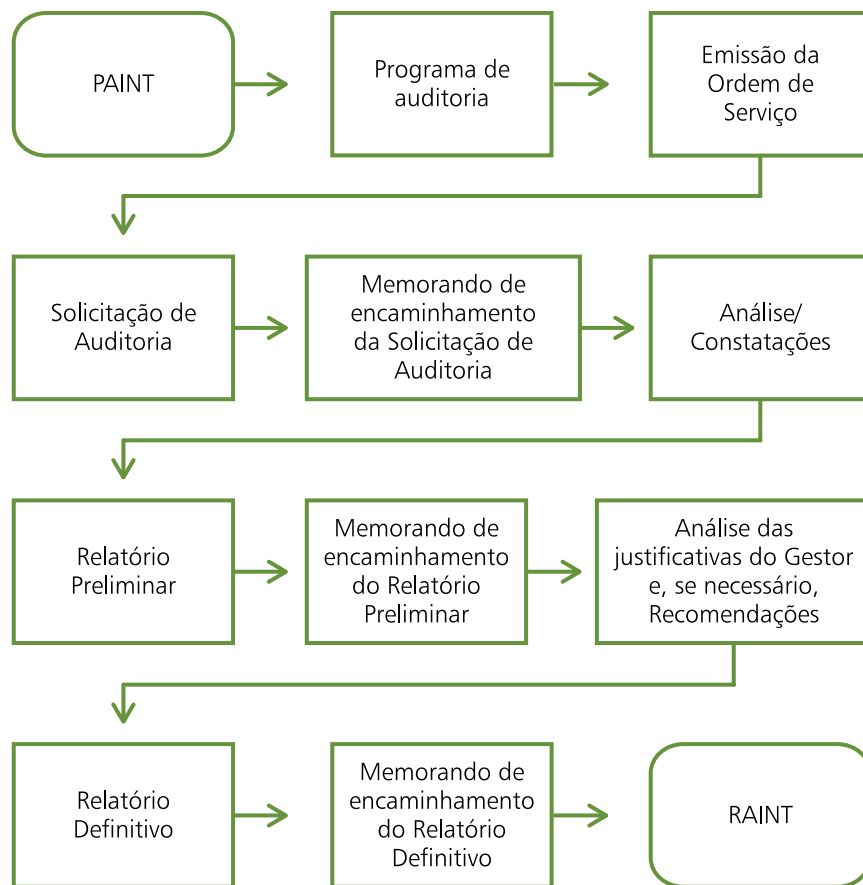 PAINT
Programa de
auditoria
Emissão da
Ordem de
Serviço
Solicitação de
Auditoria
Memorando de
encaminhamento
da Solicitação de
Auditoria
Análise/
Constatações
Relatório
Preliminar
Memorando de
encaminhamento
do Relatório
Preliminar
Análise das
justificativas do Gestor
e, se necessário,
Recomendações
Relatório
Definitivo
Memorando de
encaminhamento
do Relatório
Definitivo
RAINT